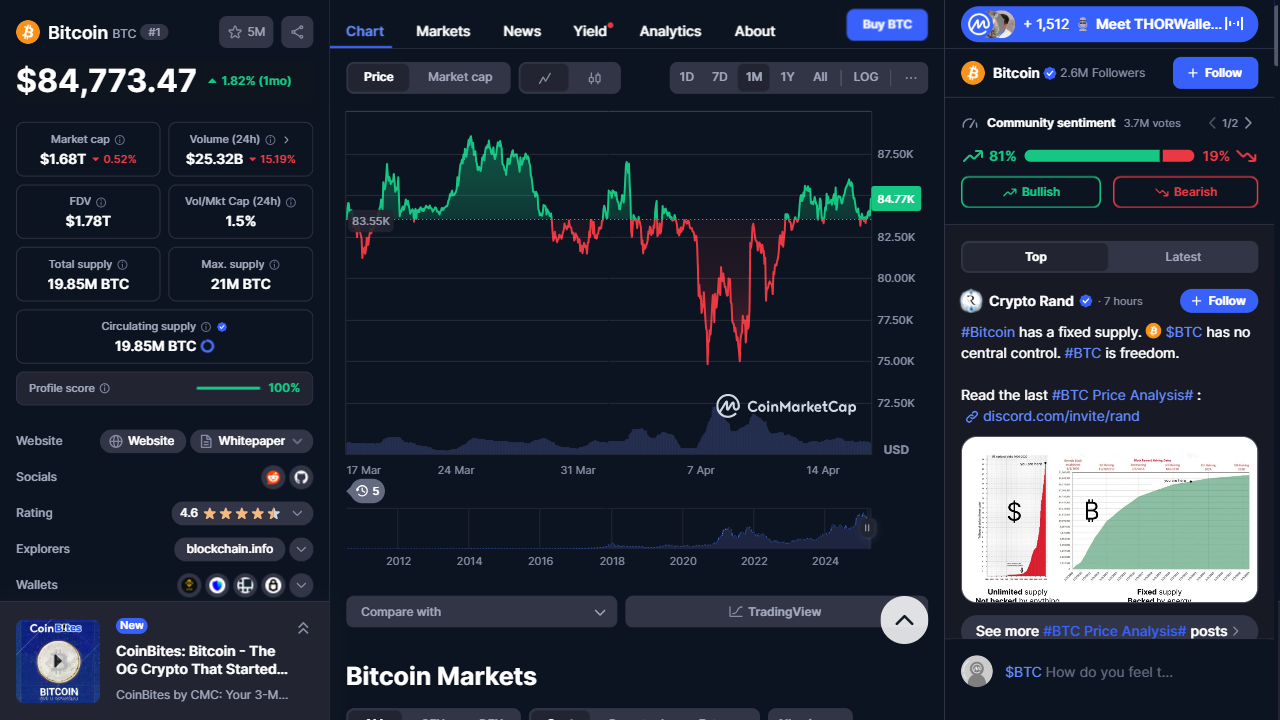 Bitcoin BTC #1
5M
$84,773.47 1.82% (1mo)
Market cap
$1.68T 0.52%
Volume (24h)
$25.32B 15.19%
FDV
$1.78T
Vol/Mkt Cap (24h)
1.5%
Total supply
19.85M BTC
Max. supply
21M BTC
Circulating supply
19.85M BTC
Profile score 100%
Website Website Whitepaper
Socials
Rating 4.6
Explorers blockchain.info
Wallets
CoinBites
BITCOIN
New
CoinBites: Bitcoin - The
OG Crypto That Started...
CoinBites by CMC: Your 3-M...
Chart Markets News Yield Analytics About
Buy BTC
Price Market cap
1D 7D 1M 1Y All LOG ...
87.50K
84.77K
83.55K
82.50K
80.00K
77.50K
75.00K
72.50K
CoinMarketCap
USD
17 Mar 24 Mar 31 Mar 7 Apr 14 Apr
5
2012 2014 2016 2018 2020 2022 2024
Compare with
TradingView
Bitcoin Markets
+ 1,512 Meet THORWalle...
Bitcoin 2.6M Followers
+ Follow
Community sentiment 3.7M votes 1/2
81% 19%
Bullish
Bearish
Top Latest
Crypto Rand · 7 hours
+ Follow
#Bitcoin has a fixed supply. $BTC has no
central control. #BTC is freedom.
Read the last #BTC Price Analysis# :
discord.com/invite/rand
you are here
$
Unlimited supply
Not backed by anything
Fixed supply
Backed by energy
See more #BTC Price Analysis# posts
$BTC How do you feel t...